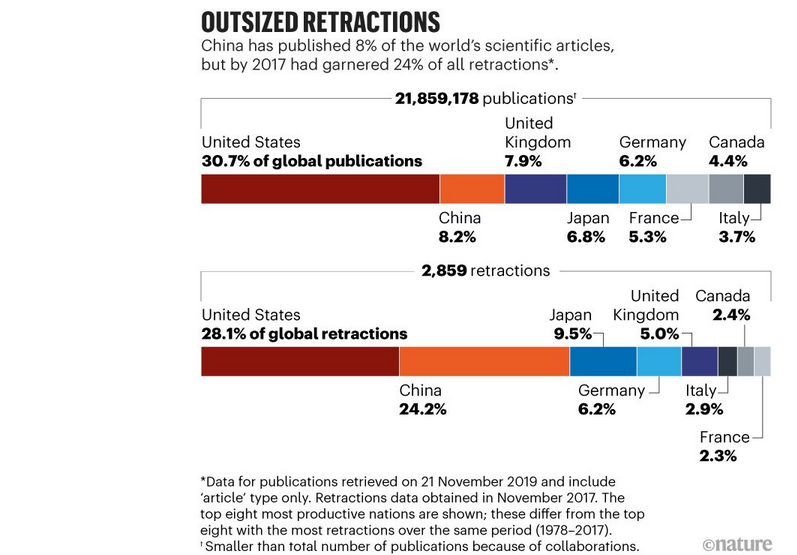 OUTSIZED RETRACTIONS
China has published 8% of the world's scientific articles,
but by 2017 had garnered 24% of all retractions*.
21,859,178 publications†
United States
30.7% of global publications
United
Kingdom
7.9%
Germany
6.2%
Canada
4.4%
China
8.2%
Japan
6.8%
France
5.3%
Italy
3.7%
2,859 retractions
United States
28.1% of global retractions
Japan
9.5%
United
Kingdom
5.0%
Canada
2.4%
China
24.2%
Germany
6.2%
Italy
2.9%
France
2.3%
*Data for publications retrieved on 21 November 2019 and include
‘article’ type only. Retractions data obtained in November 2017. The
top eight most productive nations are shown; these differ from the top
eight with the most retractions over the same period (1978–2017).
†Smaller than total number of publications because of collaborations.
©nature